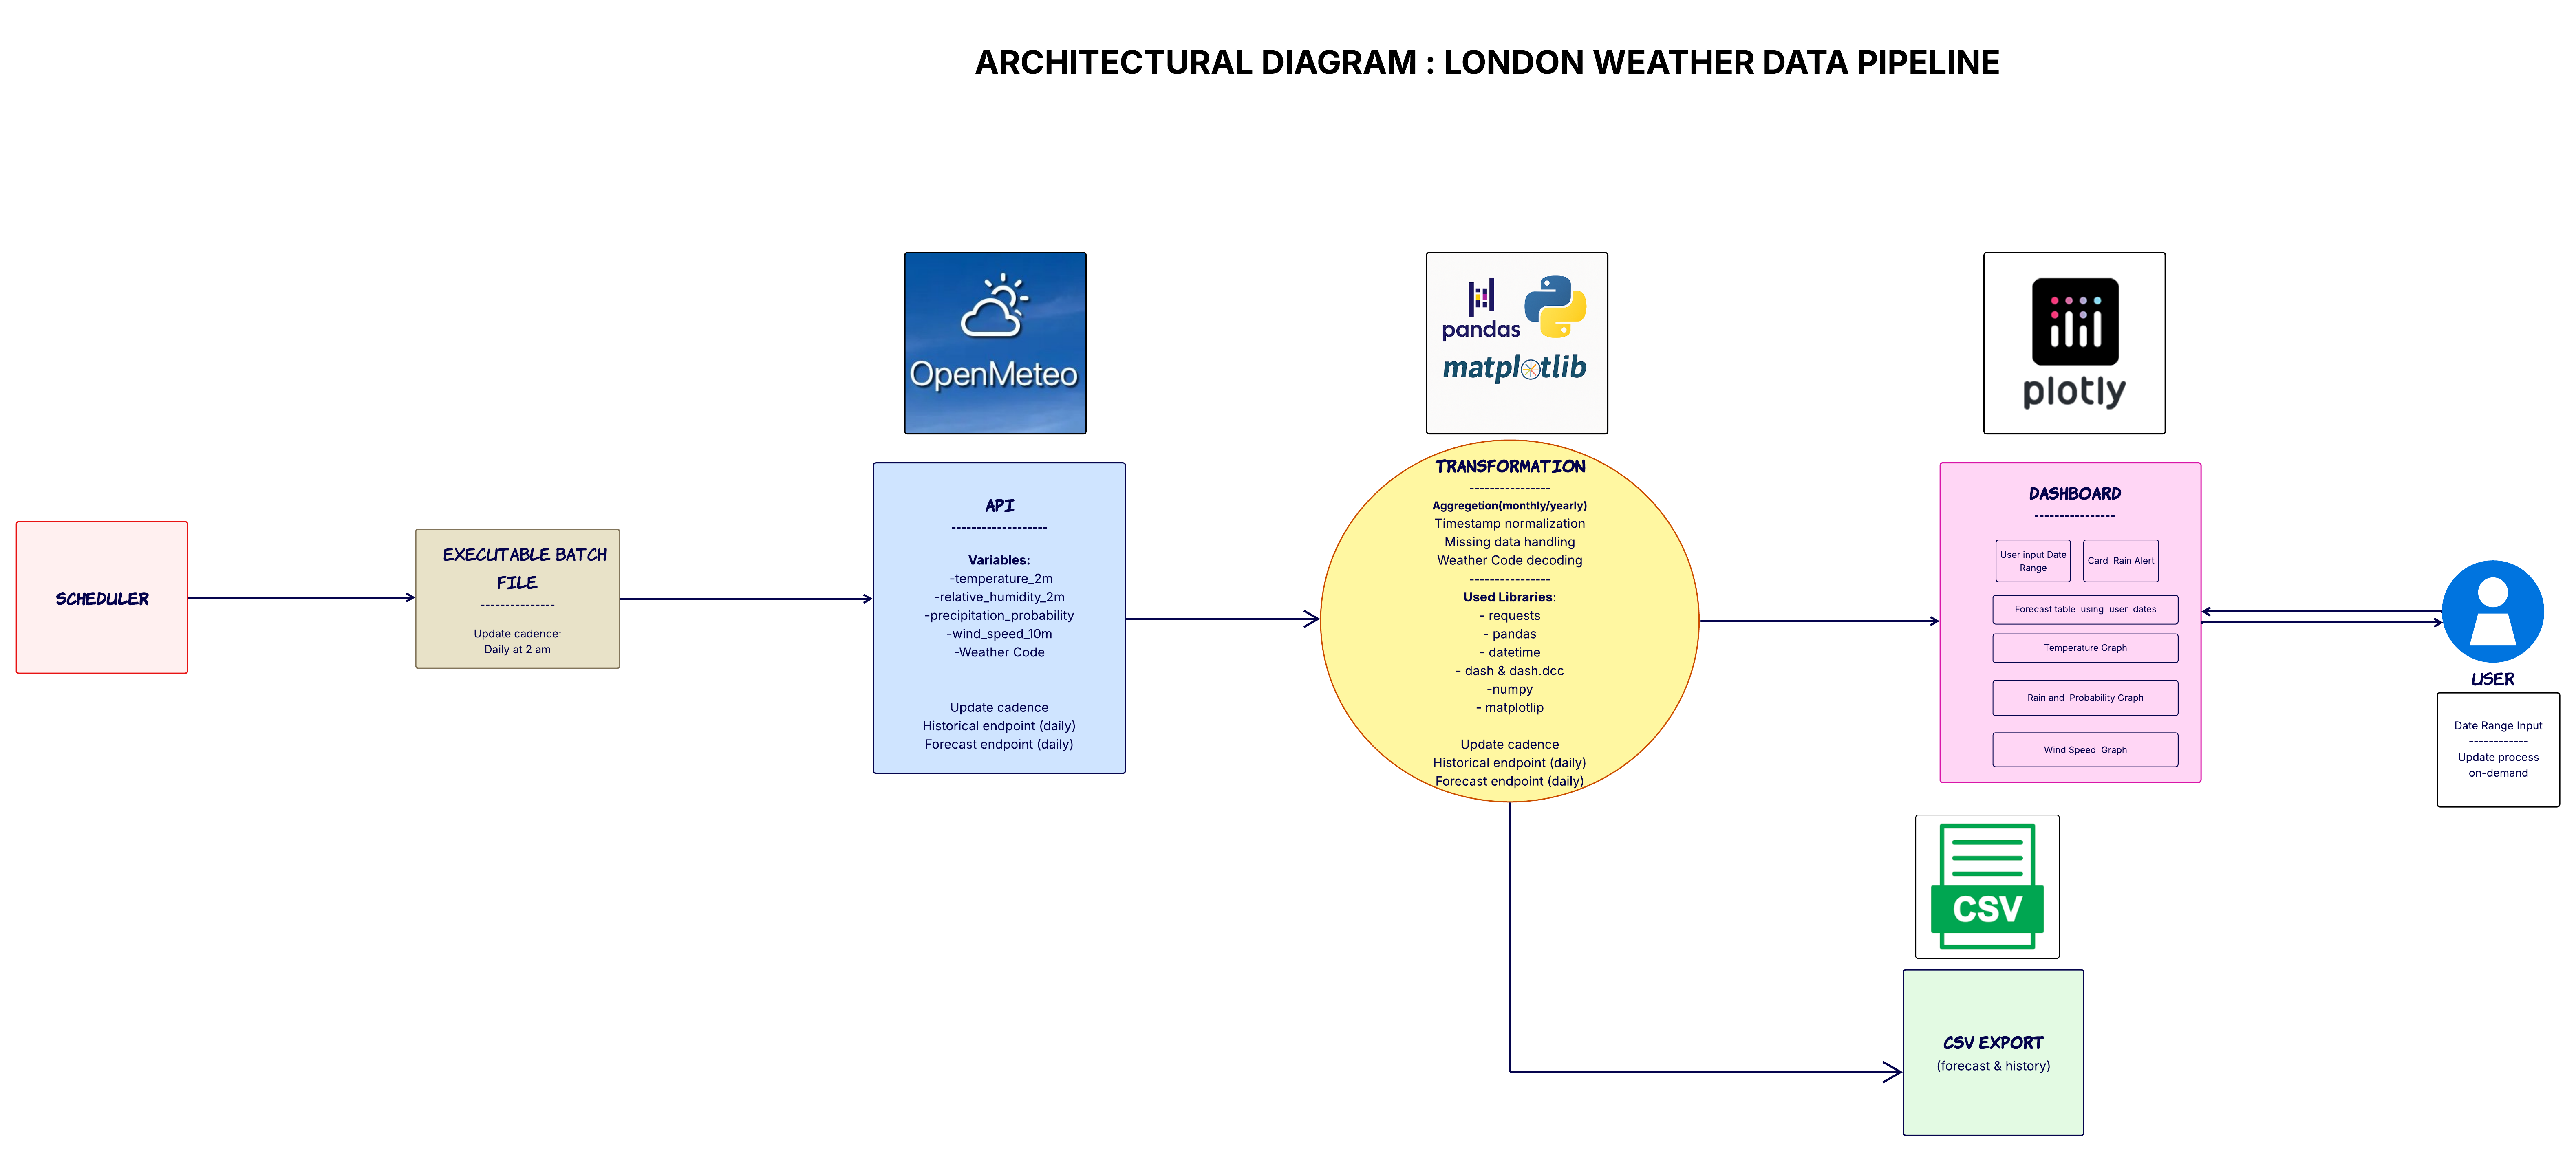 ARCHITECTURAL DIAGRAM : LONDON WEATHER DATA PIPELINE
SCHEDULER
EXECUTABLE BATCH
FILE
---------------
Update cadence:
Daily at 2 am
OpenMeteo
API
-------------------
Variables:
-temperature_2m
-relative_humidity_2m
-precipitation_probability
-wind_speed_10m
-Weather Code
Update cadence
Historical endpoint (daily)
Forecast endpoint (daily)
pandas
matplotlib
TRANSFORMATION
----------------
Aggregetion(monthly/yearly)
Timestamp normalization
Missing data handling
Weather Code decoding
----------------
Used Libraries:
- requests
- pandas
- datetime
- dash & dash.dcc
-numpy
- matplotlip
Update cadence
Historical endpoint (daily)
Forecast endpoint (daily)
plotly
DASHBOARD
----------------
User input Date
Range
Card Rain Alert
Forecast table using user dates
Temperature Graph
Rain and Probability Graph
Wind Speed Graph
USER
Date Range Input
------------
Update process
on-demand
CSV
CSV EXPORT
(forecast & history)